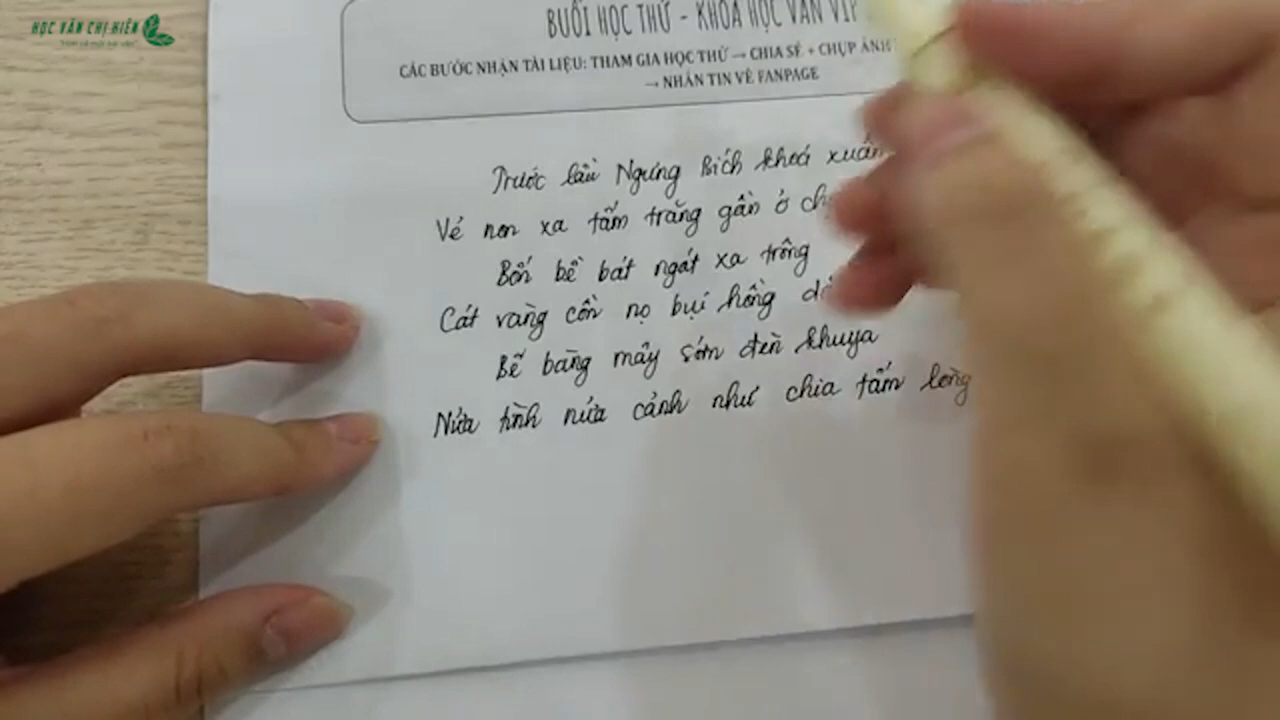 HỌC VĂN CHỊ HIÊN
BUỔI HỌC THỬ - KHÓA HỌC VĂN VIP
CÁC BƯỚC NHẬN TÀI LIỆU: THAM GIA HỌC THỬ → CHIA SẺ + CHỤP ẢNH
→ NHẮN TIN VỀ FANPAGE
Trước lầu Ngưng Bích khoá xuân
Vẻ non xa tấm trăng gần ở
Bốn bề bát ngát xa trông
Cát vàng cồn nọ bụi hồng
Bẽ bàng mây sớm đèn khuya
Nửa tình nửa cảnh như chia tấm lòng